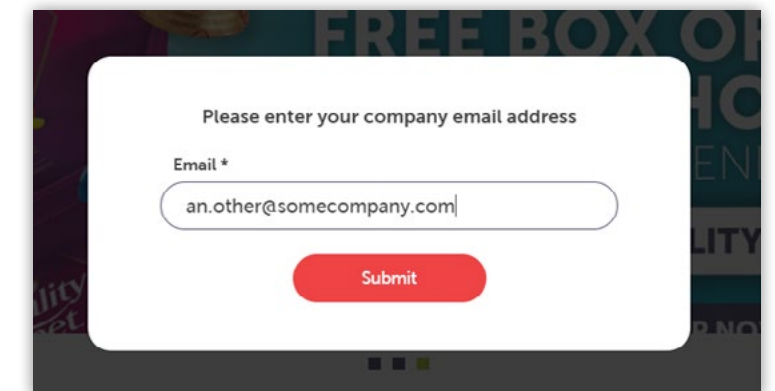 FREE BOX OF
Please enter your company email address
Email *
an.other@somecompany.com
Submit